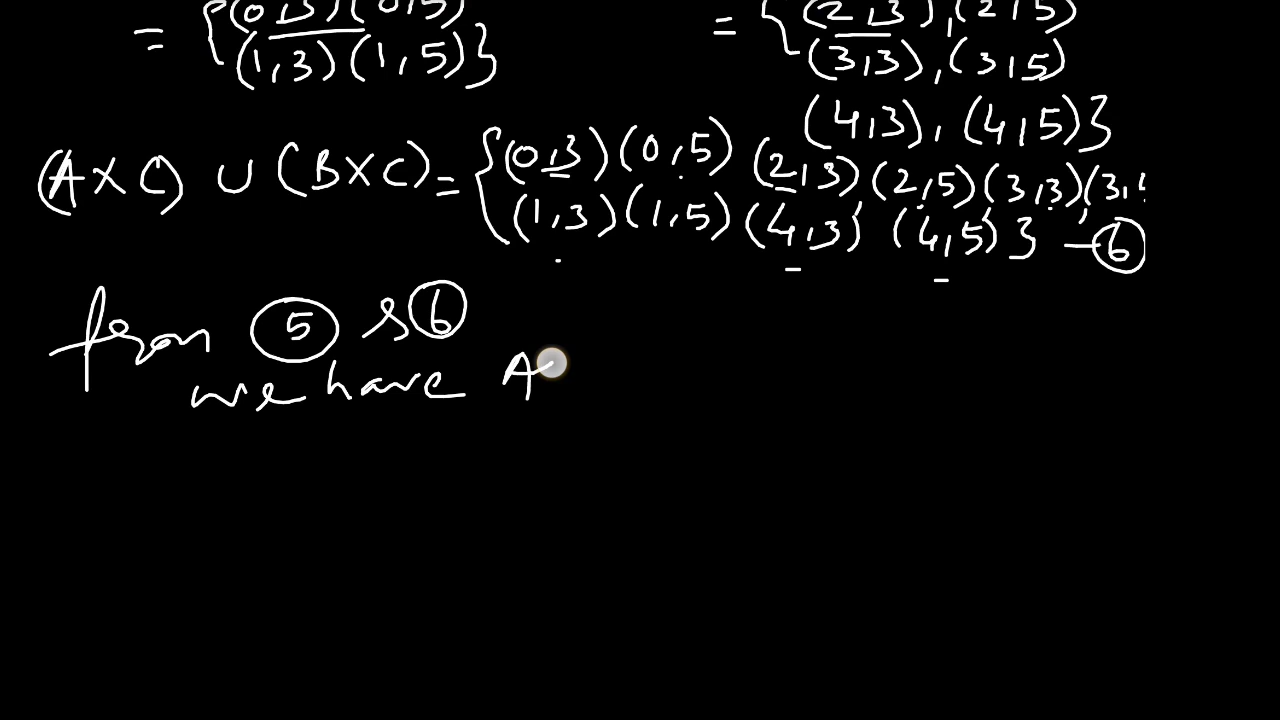 = {(0,3)(0,5) = {(2,3),(2,5)
(1,3)(1,5)} (3,3),(3,5)
(4,3),(4,5)}
(A×C) ∪ (B×C) = {(0,3)(0,5) (2,3)(2,5)(3,3)(3,
(1,3)(1,5)(4,3)(4,5)} — ⑥
from ⑤ & ⑥
we have A